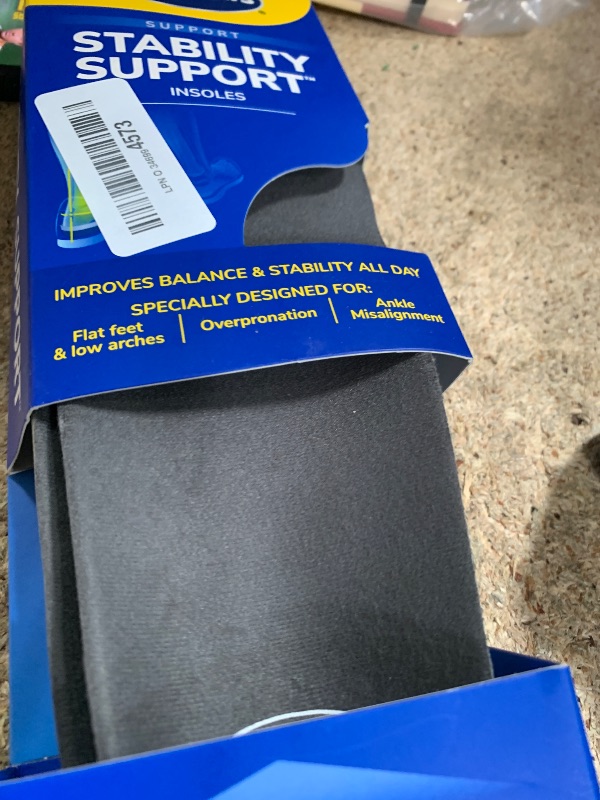 SUPPORT
STABILITY
SUPPORT™
INSOLES
4573
IMPROVES BALANCE & STABILITY ALL DAY
SPECIALLY DESIGNED FOR:
Flat feet
& low arches
Overpronation
Ankle
Misalignment